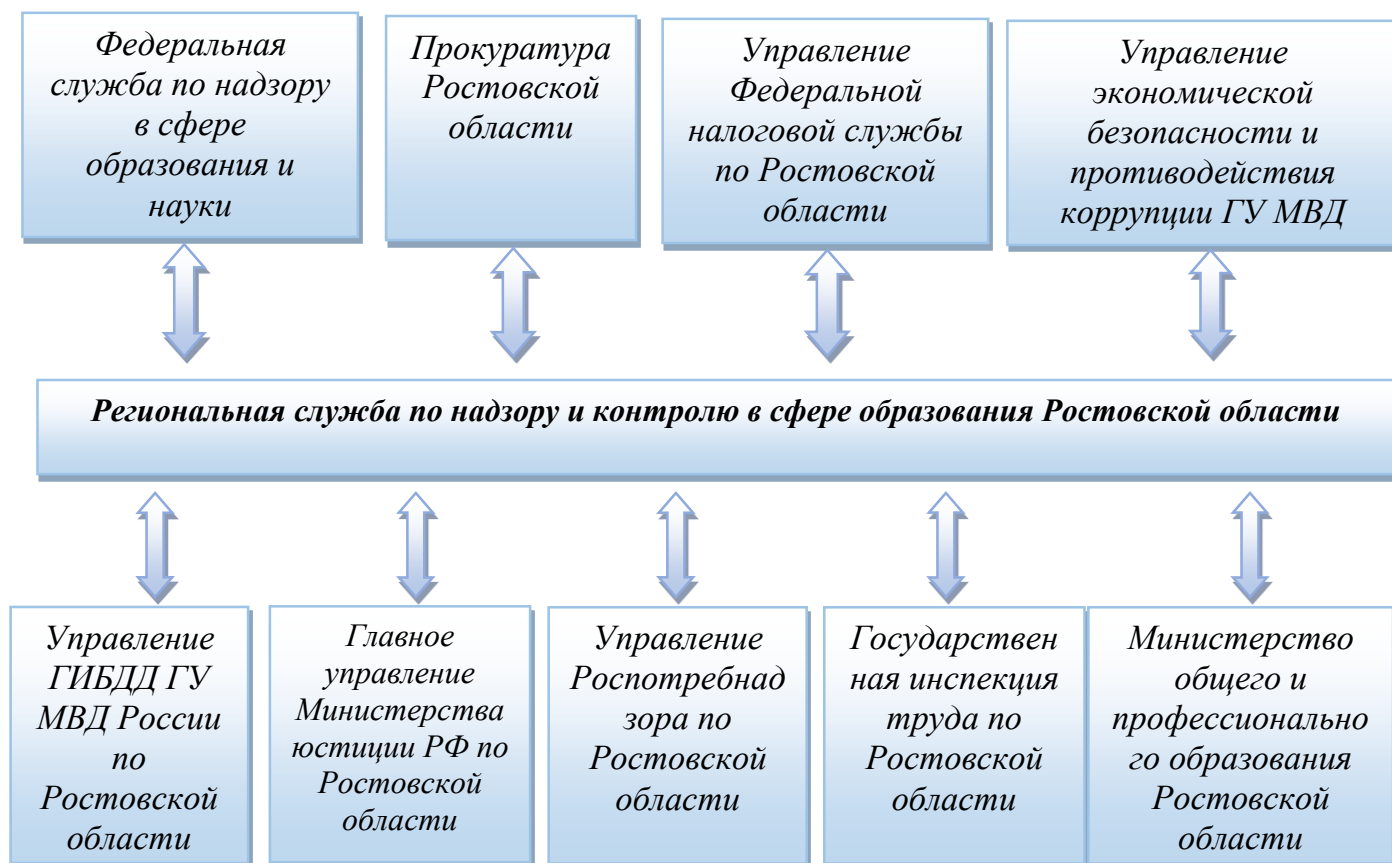 Федеральная
служба по надзору
в сфере
образования и
науки
Прокуратура
Ростовской
области
Управление
Федеральной
налоговой службы
по Ростовской
области
Управление
экономической
безопасности и
противодействия
коррупции ГУ МВД
Региональная служба по надзору и контролю в сфере образования Ростовской области
Управление
ГИБДД ГУ
МВД России
по
Ростовской
области
Главное
управление
Министерства
юстиции РФ по
Ростовской
области
Управление
Роспотребнад
зора по
Ростовской
области
Государствен
ная инспекция
труда по
Ростовской
области
Министерство
общего и
профессионально
го образования
Ростовской
области